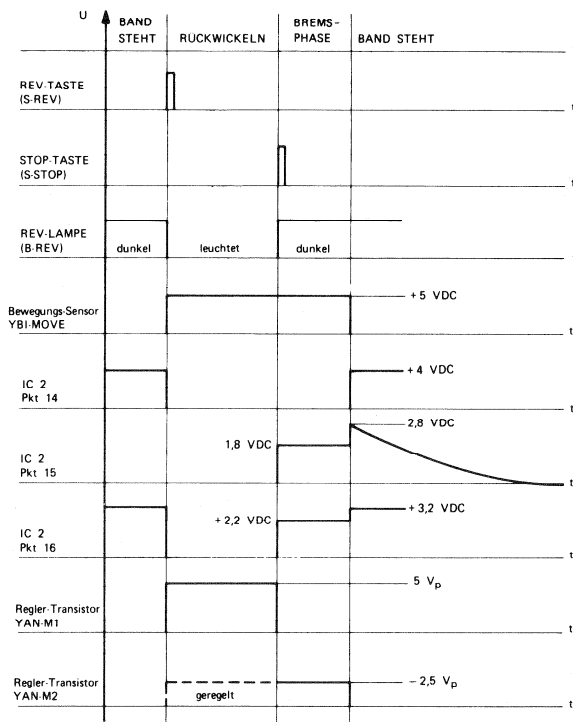 U
BAND STEHT
RÜCKWICKELN
BREMS-PHASE
BAND STEHT
REV-TASTE
(S-REV)
t
STOP-TASTE
(S-STOP)
t
REV-LAMPE
(B-REV)
dunkel
leuchtet
dunkel
t
Bewegungs-Sensor
YBI-MOVE
+ 5 VDC
t
IC 2
Pkt 14
+ 4 VDC
t
IC 2
Pkt 15
1,8 VDC
2,8 VDC
t
IC 2
Pkt 16
+ 2,2 VDC
+ 3,2 VDC
t
Regler-Transistor
YAN-M1
5 Vp
t
Regler-Transistor
YAN-M2
geregelt
- 2,5 Vp
t